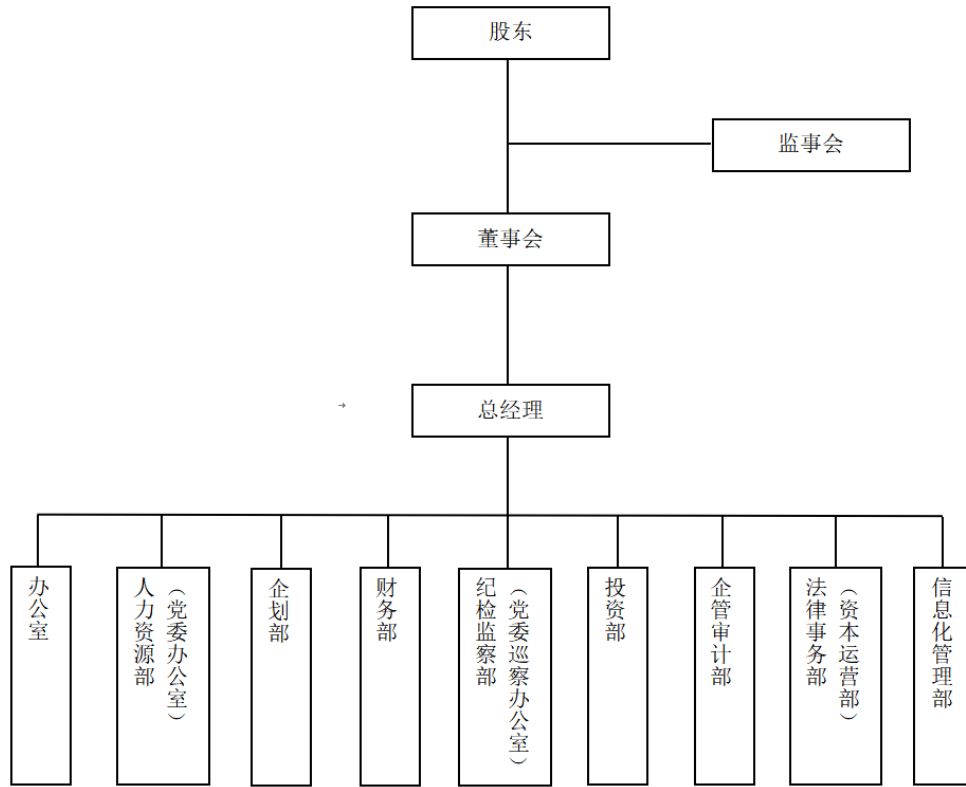 股东
监事会
董事会
总经理
办公室
人力资源部
（党委办公室）
企划部
财务部
纪检监察部
（党委巡察办公室）
投资部
企管审计部
法律事务部
（资本运营部）
信息化管理部